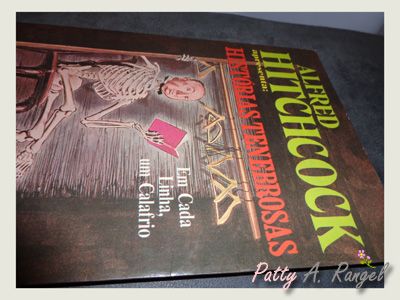 ALFRED
HITCHCOCK
apresenta:
HISTÓRIAS TENEBROSAS
Em Cada
Linha,
um Calafrio
Patty A. Rangel